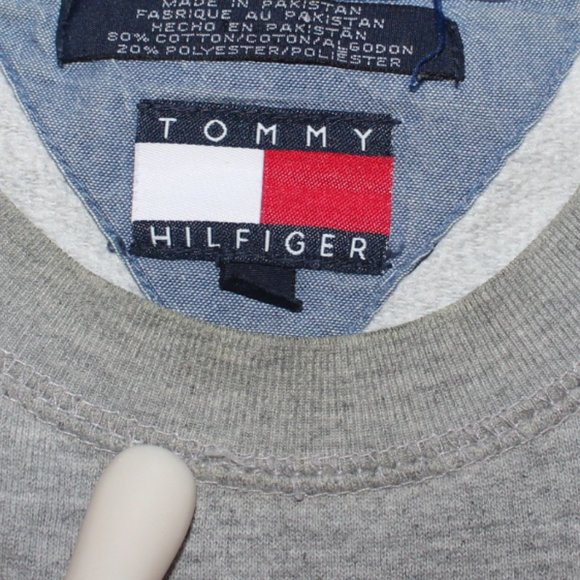 MADE IN PAKISTAN
FABRIQUE AU PAKISTAN
HECHO EN PAKISTAN
80% COTTON/COTON/ALGODON
20% POLYESTER/POLIESTER
TOMMY
HILFIGER